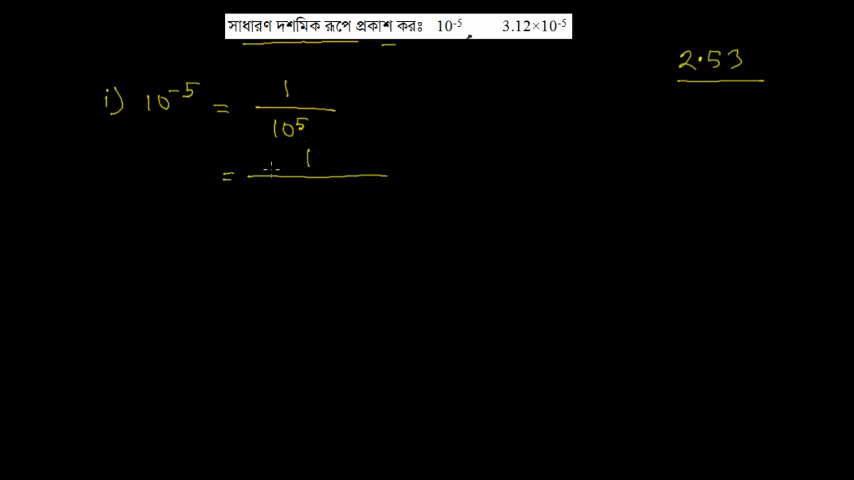 সাধারণ দশমিক রূপে প্রকাশ করঃ 10⁻⁵, 3.12×10⁻⁵
2.53
i) 10⁻⁵ = 1/10⁵
= 1